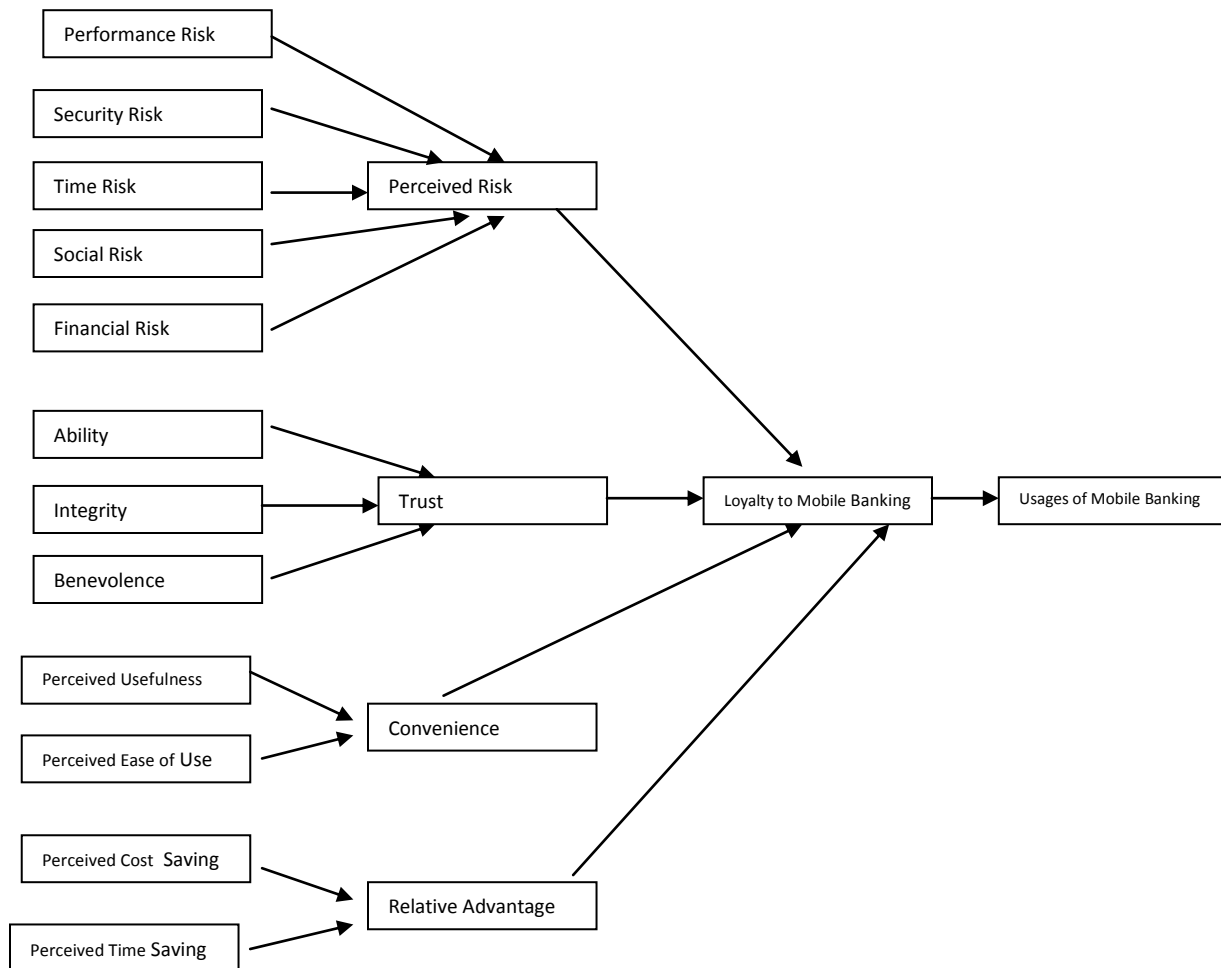 Performance Risk
Security Risk
Time Risk
Perceived Risk
Social Risk
Financial Risk
Ability
Integrity
Trust
Loyalty to Mobile Banking
Usages of Mobile Banking
Benevolence
Perceived Usefulness
Convenience
Perceived Ease of Use
Perceived Cost Saving
Relative Advantage
Perceived Time Saving